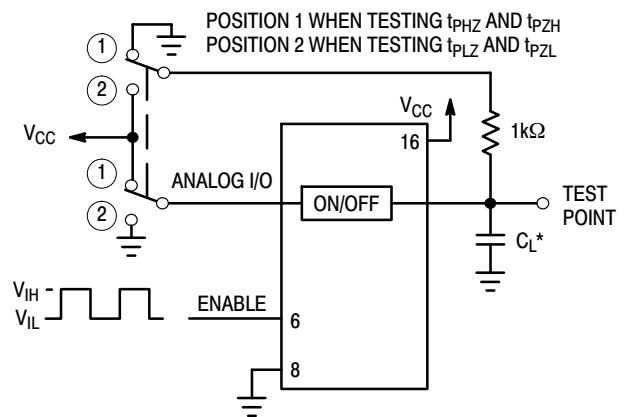 POSITION 1 WHEN TESTING tPHZ AND tPZH
POSITION 2 WHEN TESTING tPLZ AND tPZL
1
2
VCC
VCC
16
1kΩ
1
ANALOG I/O
ON/OFF
TEST
POINT
2
CL*
VIH
VIL
ENABLE
6
8